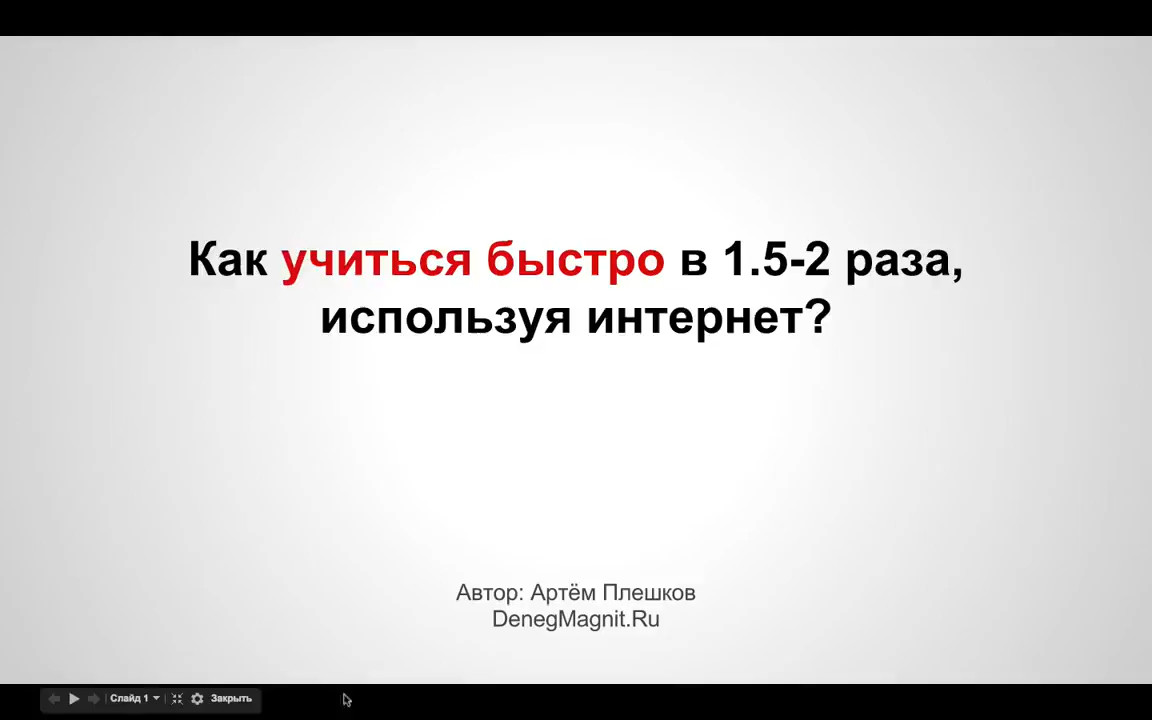 Как учиться быстро в 1.5-2 раза,
используя интернет?
Автор: Артём Плешков
DenegMagnit.Ru
Слайд 1 Закрыть